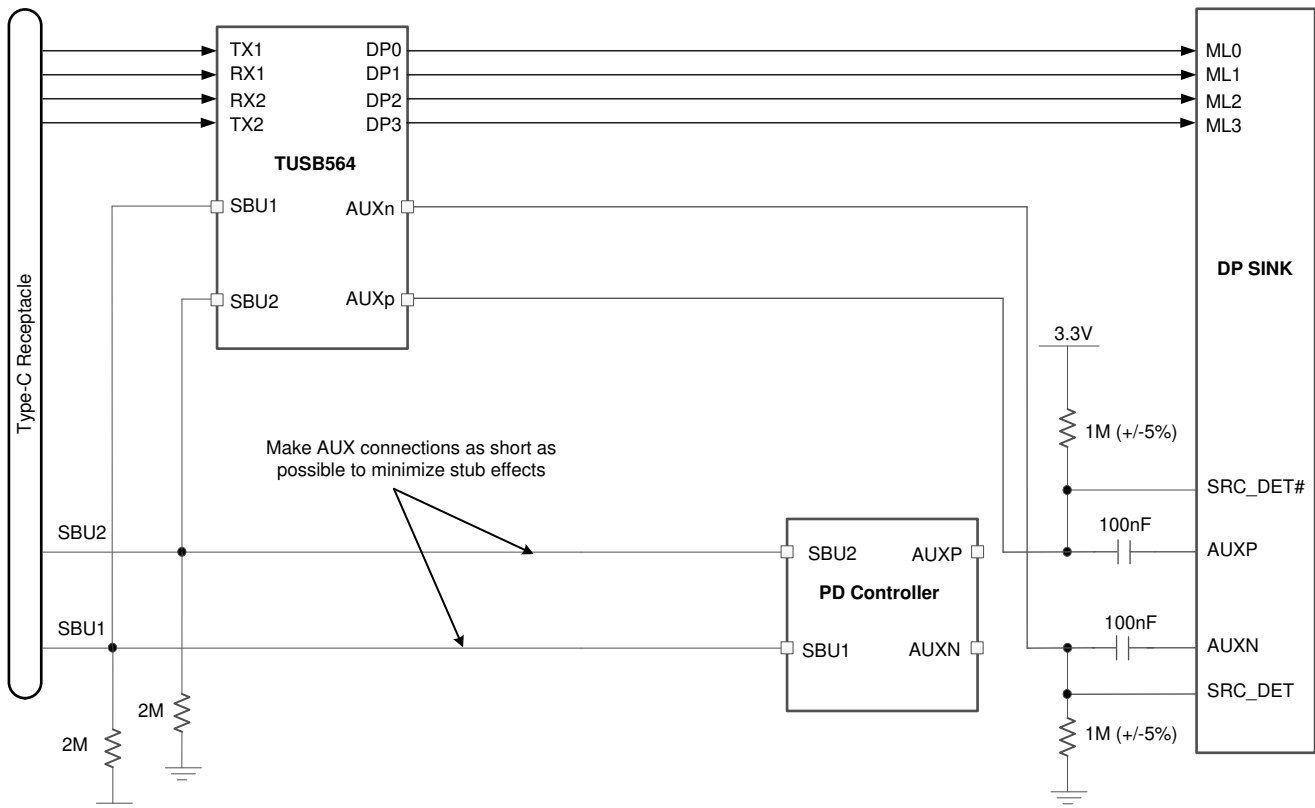 Type-C Receptacle
TX1
DP0
RX1
DP1
RX2
DP2
TX2
DP3
TUSB564
SBU1
AUXn
SBU2
AUXp
ML0
ML1
ML2
ML3
DP SINK
3.3V
1M (+/-5%)
SRC_DET#
100nF
AUXP
100nF
AUXN
SRC_DET
1M (+/-5%)
Make AUX connections as short as
possible to minimize stub effects
SBU2
SBU1
SBU2
AUXP
PD Controller
SBU1
AUXN
2M
2M